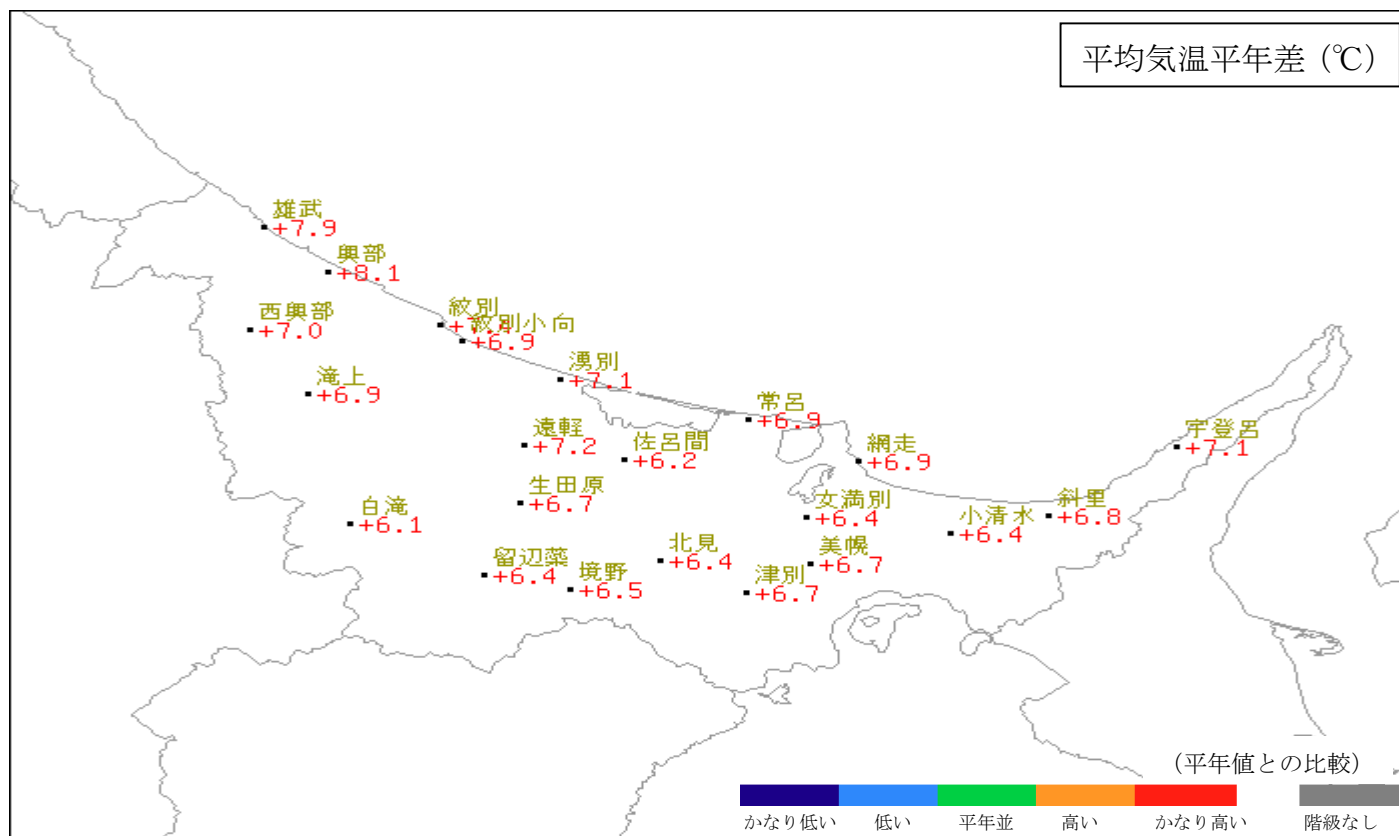 平均気温平年差（℃）
雄武
+7.9
興部
+8.1
西興部
+7.0
紋別
紋別小向
+6.9
湧別
+7.1
滝上
+6.9
常呂
+6.9
遠軽
+7.2
佐呂間
+6.2
網走
+6.9
宇登呂
+7.1
生田原
+6.7
女満別
+6.4
斜里
+6.8
白滝
+6.1
小清水
+6.4
北見
+6.4
美幌
+6.7
留辺蘂
+6.4
境野
+6.5
津別
+6.7
（平年値との比較）
かなり低い 低い 平年並 高い かなり高い 階級なし